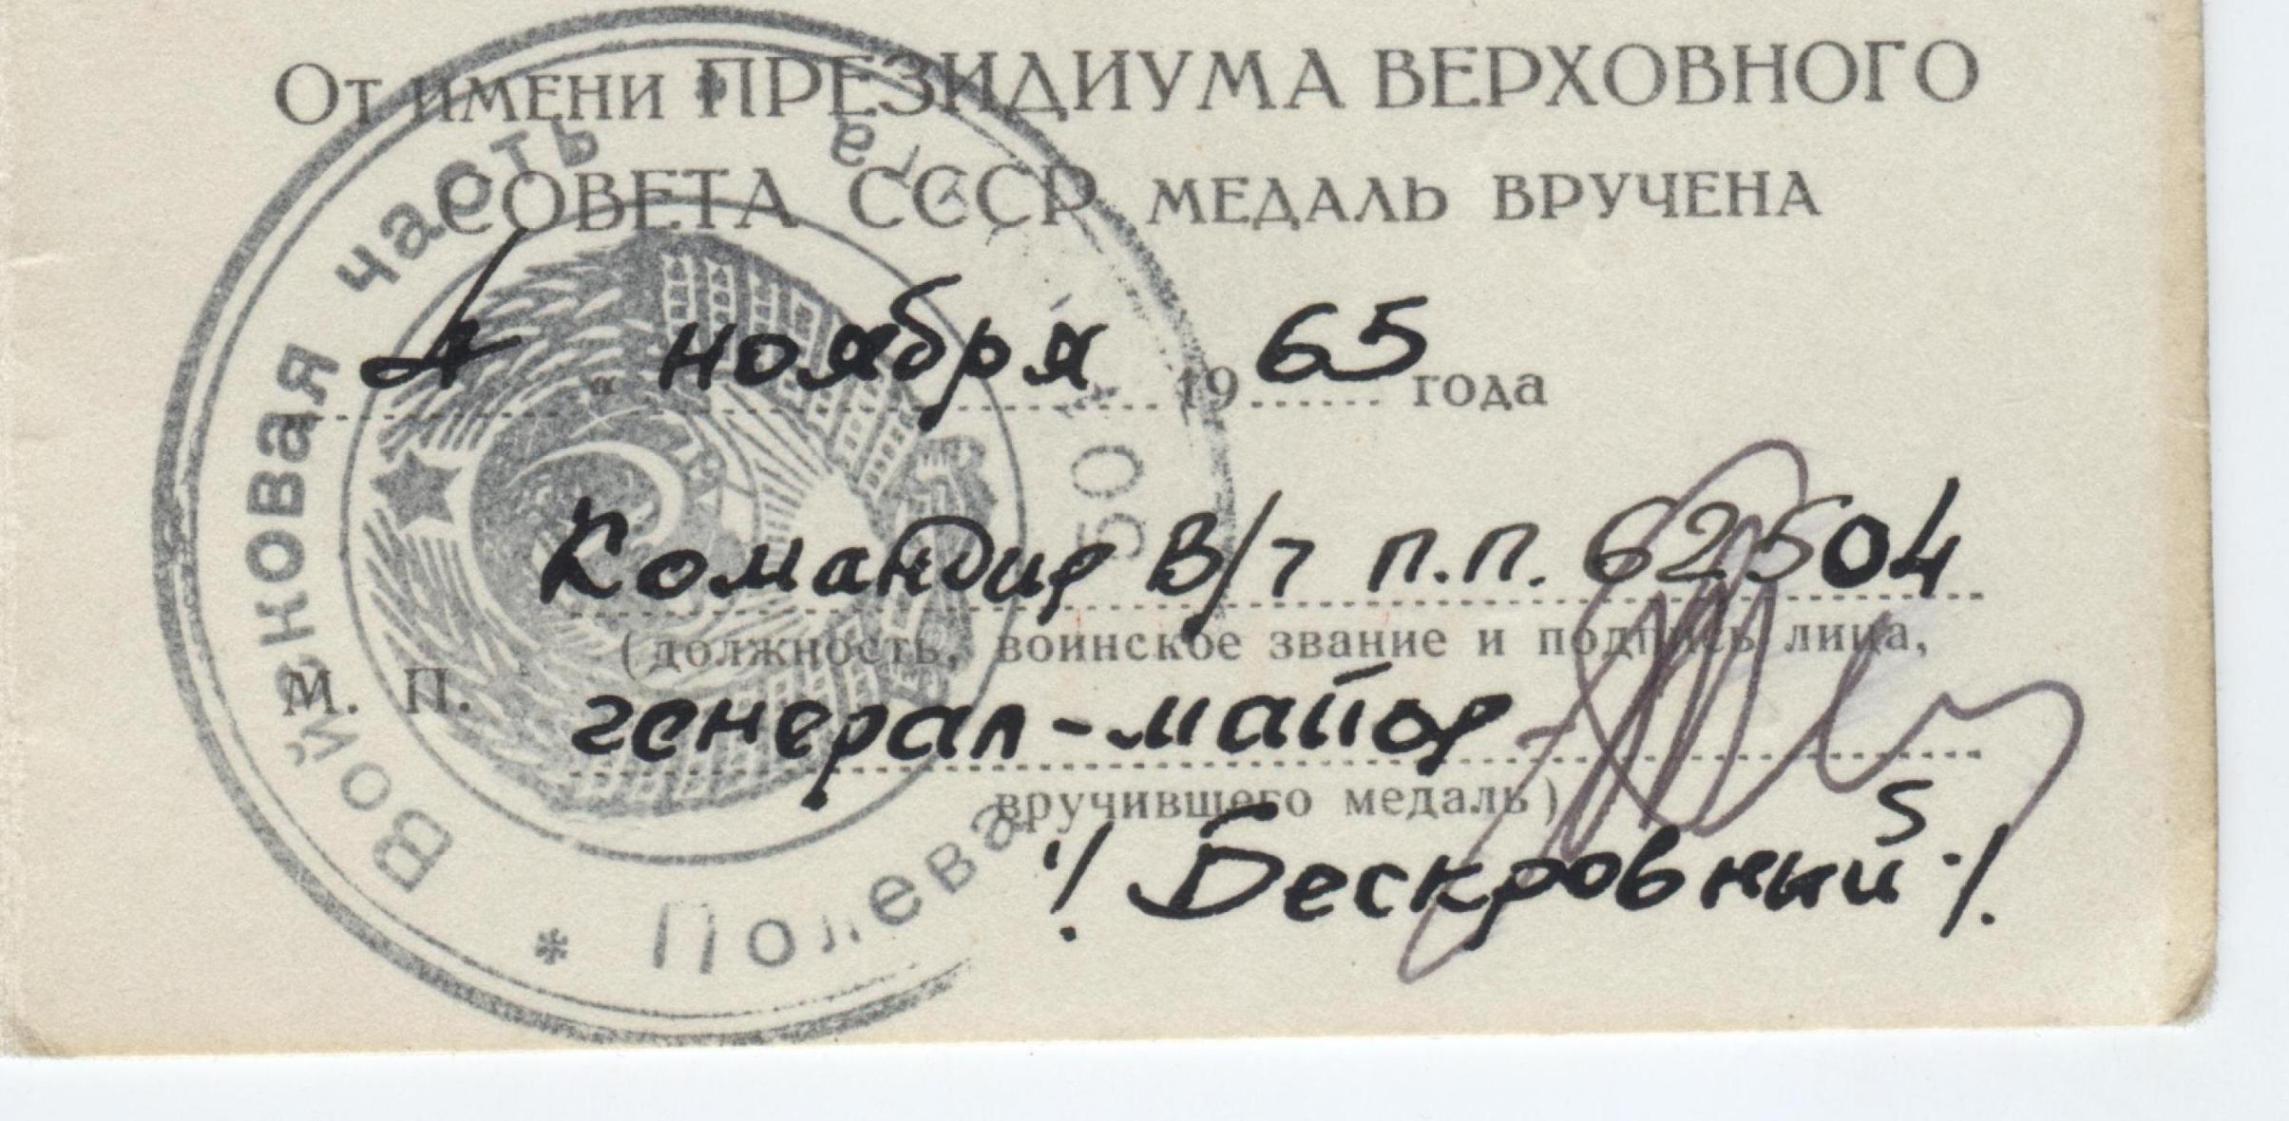 От имени ПРЕЗИДИУМА ВЕРХОВНОГО
СОВЕТА СССР МЕДАЛЬ ВРУЧЕНА
4 " ноября 1965 года
Командир В/ч п.п. 62504
(должность, воинское звание и подпись лица,
М. П.
генерал-майор
вручившего медаль)
/Бескровный/
Войсковая часть
* Полевая